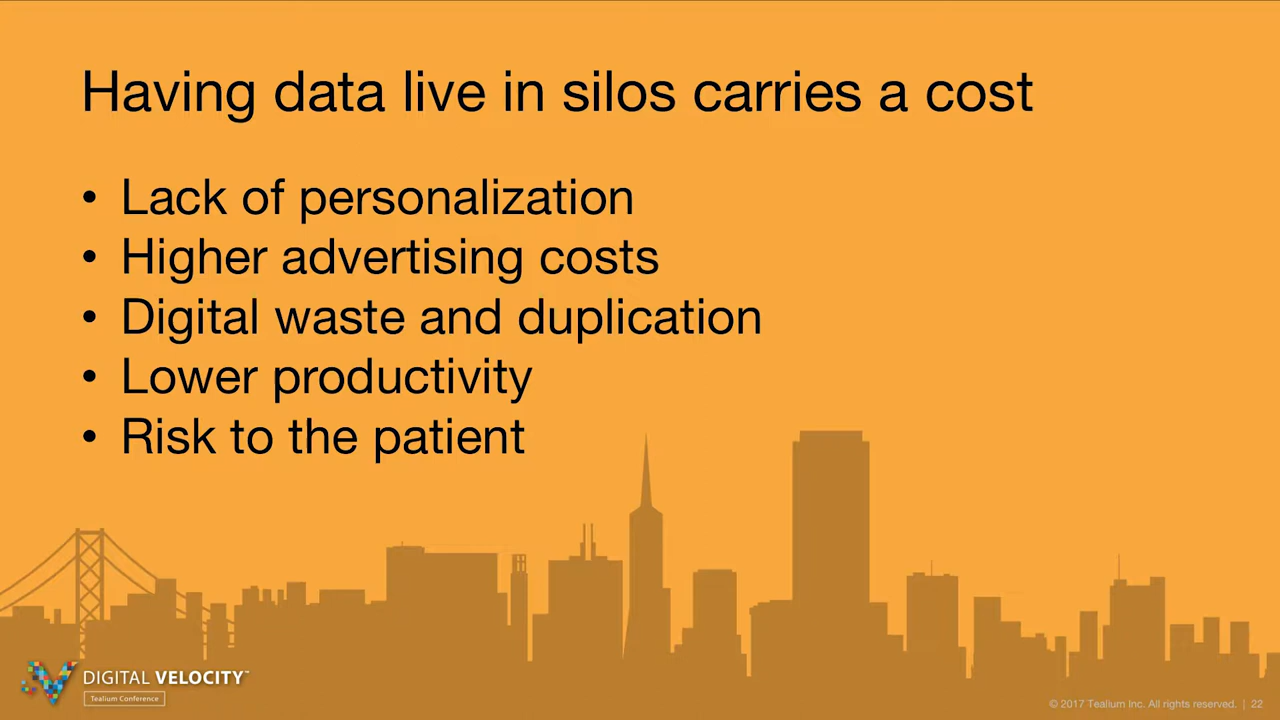 Having data live in silos carries a cost
• Lack of personalization
• Higher advertising costs
• Digital waste and duplication
• Lower productivity
• Risk to the patient
DIGITAL VELOCITY™
Tealium Conference
© 2017 Tealium Inc. All rights reserved. | 22